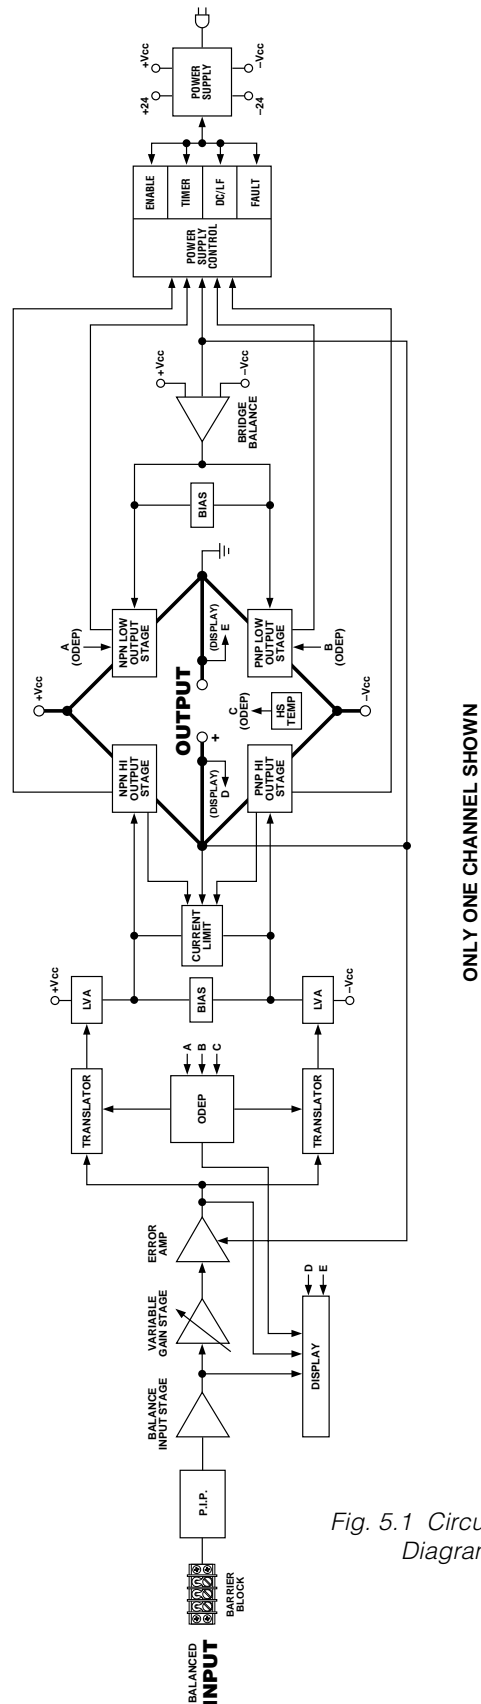 BALANCED
INPUT
BARRIER
BLOCK
P.I.P.
BALANCE
INPUT STAGE
VARIABLE
GAIN STAGE
ERROR
AMP
DISPLAY
D
E
TRANSLATOR
ODEP
A
B
C
TRANSLATOR
+Vcc
LVA
BIAS
LVA
–Vcc
CURRENT
LIMIT
NPN HI
OUTPUT
STAGE
PNP HI
OUTPUT
STAGE
(DISPLAY)
D
+
OUTPUT
+Vcc
–Vcc
C
(ODEP)
HS
TEMP
(DISPLAY)
E
A
(ODEP)
NPN LOW
OUTPUT
STAGE
PNP LOW
OUTPUT
STAGE
B
(ODEP)
BIAS
BRIDGE
BALANCE
+Vcc
–Vcc
POWER
SUPPLY
CONTROL
ENABLE
TIMER
DC/LF
FAULT
+24
+Vcc
POWER
SUPPLY
–24
–Vcc
ONLY ONE CHANNEL SHOWN
Fig. 5.1 Circu
Diagra